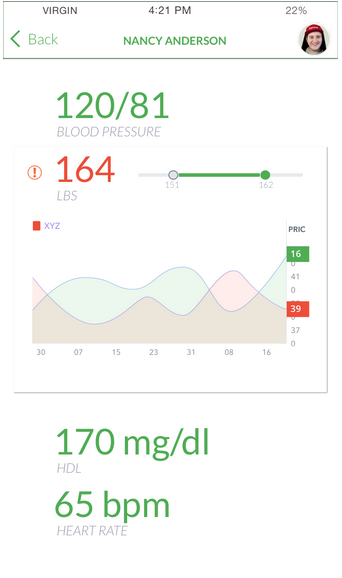 VIRGIN 4:21 PM 22%
Back NANCY ANDERSON
120/81
BLOOD PRESSURE
164
151 162
LBS
XYZ
PRIC
16
41
0
39
37
0
30 07 15 23 31 08 16
170 mg/dl
HDL
65 bpm
HEART RATE